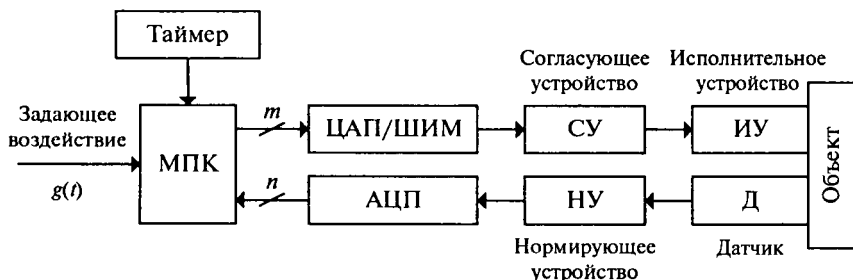 Таймер
Согласующее
устройство
Исполнительное
устройство
Задающее
воздействие
g(t)
МПК
m
ЦАП/ШИМ
СУ
ИУ
Объект
n
АЦП
НУ
Д
Нормирующее
устройство
Датчик